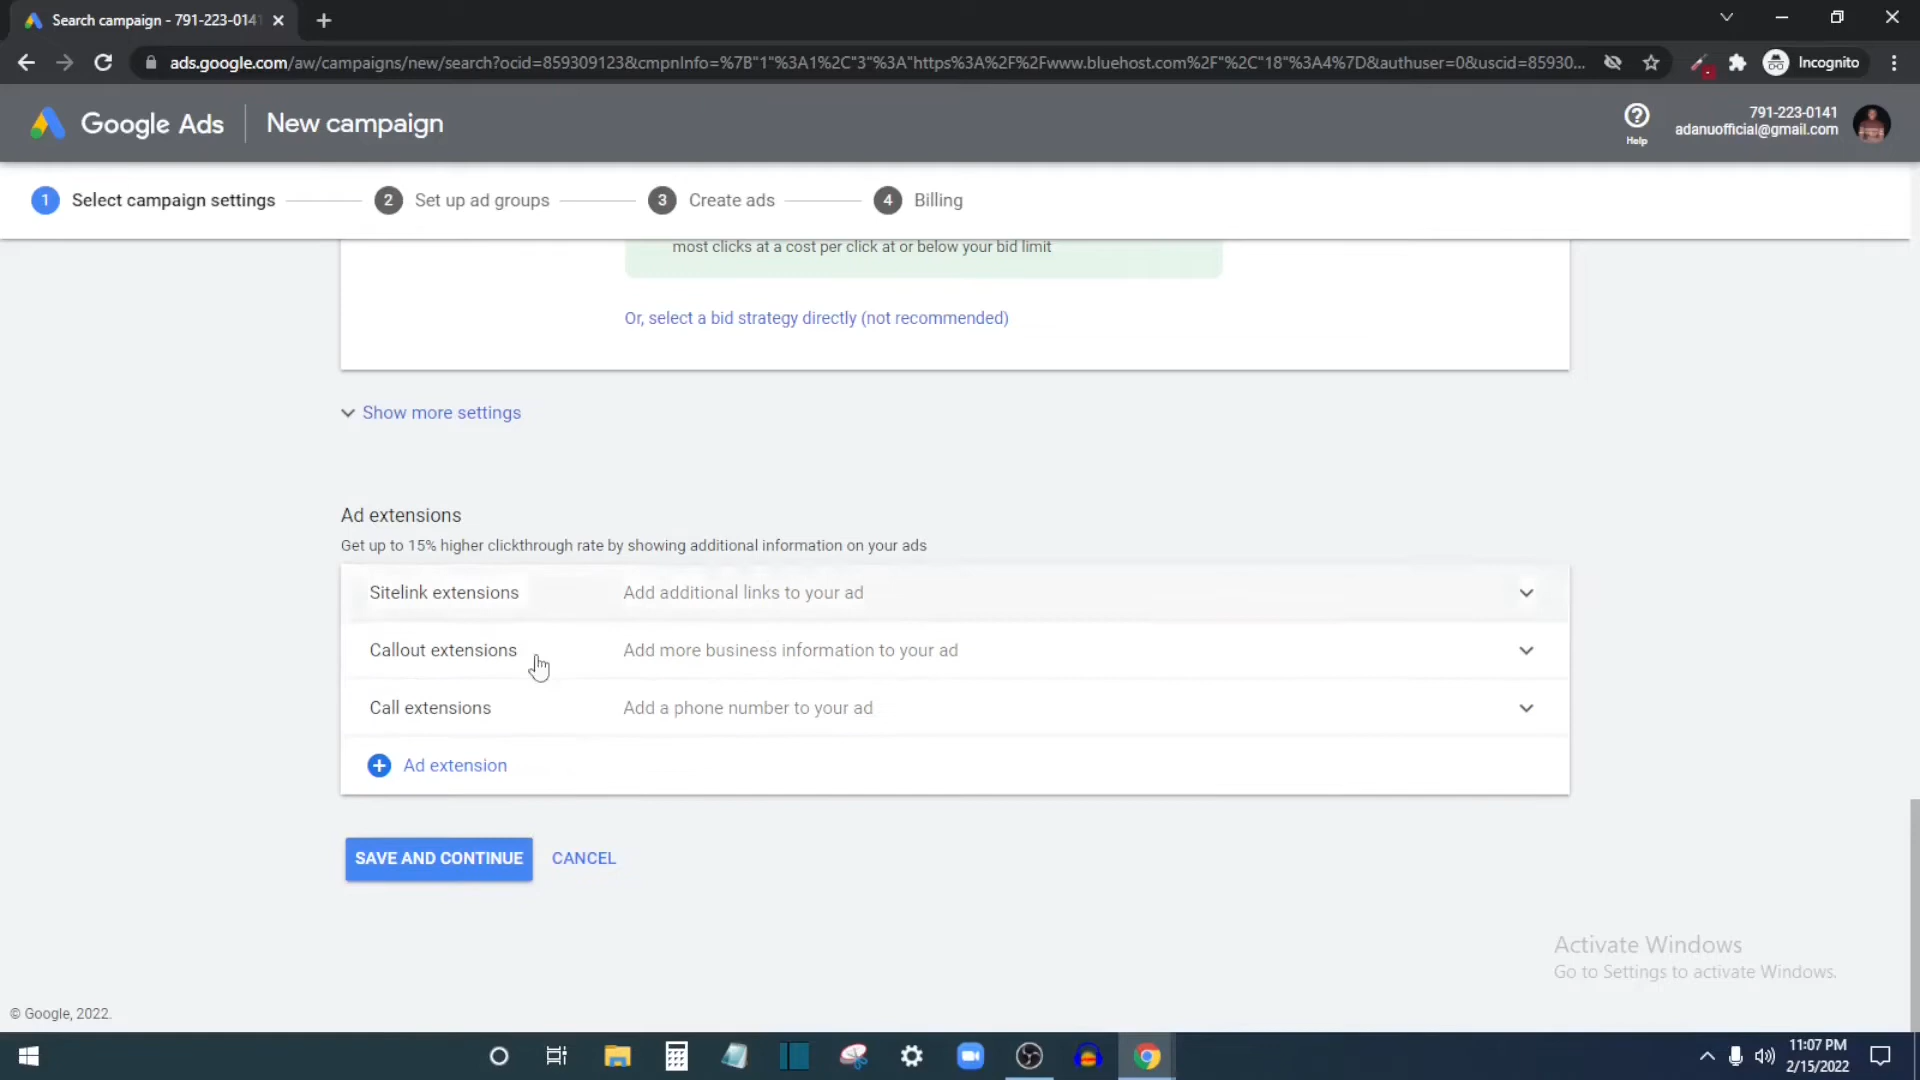 Search campaign - 791-223-0141
ads.google.com/aw/campaigns/new/search?ocid=859309123&cmpnInfo=%7B"1"%3A1%2C"3"%3A"https%3A%2F%2Fwww.bluehost.com%2F"%2C"18"%3A4%7D&authuser=0&uscid=85930...
Incognito
Google Ads
New campaign
Help
791-223-0141
adanuofficial@gmail.com
1 Select campaign settings
2 Set up ad groups
3 Create ads
4 Billing
most clicks at a cost per click at or below your bid limit
Or, select a bid strategy directly (not recommended)
Show more settings
Ad extensions
Get up to 15% higher clickthrough rate by showing additional information on your ads
Sitelink extensions
Add additional links to your ad
Callout extensions
Add more business information to your ad
Call extensions
Add a phone number to your ad
Ad extension
SAVE AND CONTINUE
CANCEL
Activate Windows
Go to Settings to activate Windows.
© Google, 2022.
11:07 PM
2/15/2022